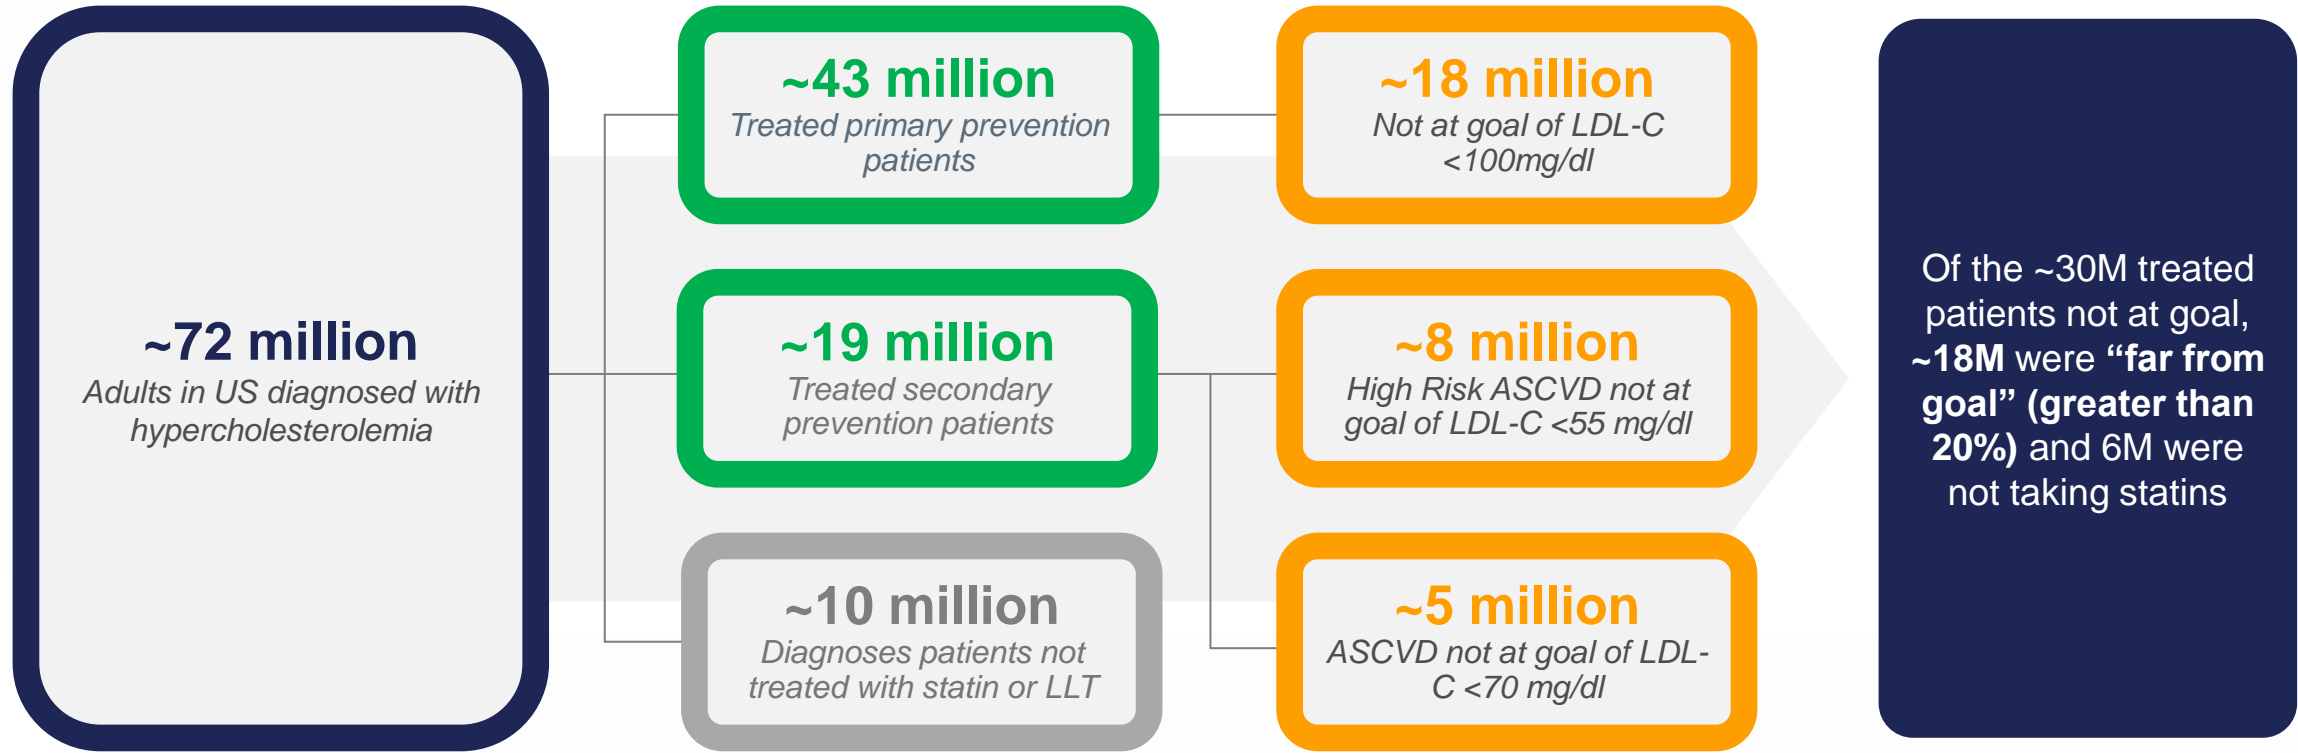 ~72 million
Adults in US diagnosed with
hypercholesterolemia
~43 million
Treated primary prevention
patients
~19 million
Treated secondary
prevention patients
~10 million
Diagnoses patients not
treated with statin or LLT
~18 million
Not at goal of LDL-C
<100mg/dl
~8 million
High Risk ASCVD not at
goal of LDL-C <55 mg/dl
~5 million
ASCVD not at goal of LDL-
C <70 mg/dl
Of the ~30M treated
patients not at goal,
~18M were “far from
goal” (greater than
20%) and 6M were
not taking statins